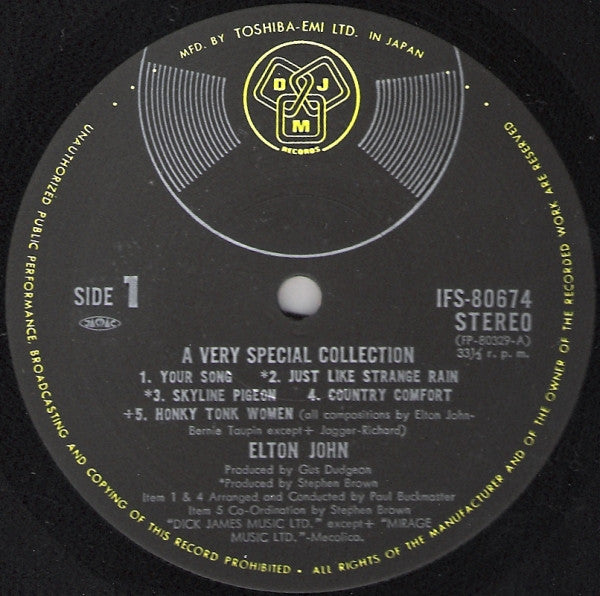 MFD. BY TOSHIBA-EMI LTD. IN JAPAN
D J
M
RECORDS
UNAUTHORIZED PUBLIC PERFORMANCE, BROADCASTING AND COPYING OF THIS RECORD PROHIBITED • ALL RIGHTS OF THE MANUFACTURER AND OF THE OWNER OF THE RECORDED WORK ARE RESERVED
SIDE 1
JASRAC
IFS-80674
STEREO
(FP-80329-A)
33⅓ r. p. m.
A VERY SPECIAL COLLECTION
1. YOUR SONG *2. JUST LIKE STRANGE RAIN
*3. SKYLINE PIGEON 4. COUNTRY COMFORT
+5. HONKY TONK WOMEN (all compositions by Elton John-
Bernie Taupin except+ Jagger-Richard)
ELTON JOHN
Produced by Gus Dudgeon
*Produced by Stephen Brown
Item 1 & 4 Arranged and Conducted by Paul Buckmaster
Item 5 Co-Ordination by Stephen Brown
"DICK JAMES MUSIC LTD." except+ "MIRAGE
MUSIC LTD."-Mecolico.